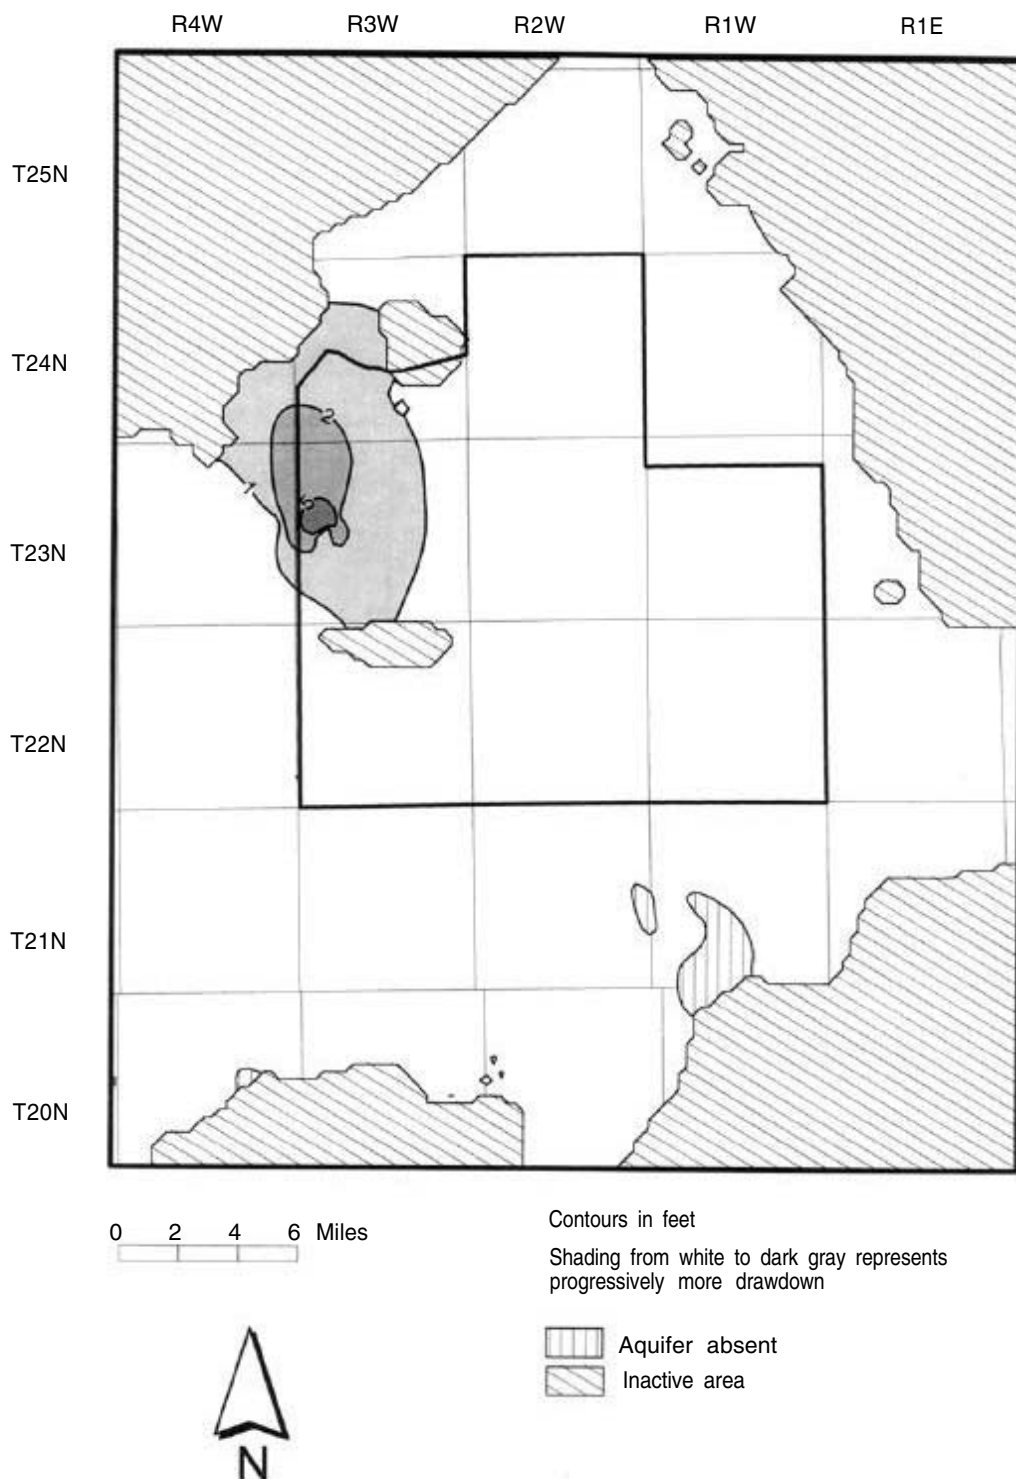 R4W R3W R2W R1W R1E
T25N
T24N
2
1
3
T23N
T22N
T21N
T20N
0 2 4 6 Miles
Contours in feet
Shading from white to dark gray represents
progressively more drawdown
Aquifer absent
Inactive area
N